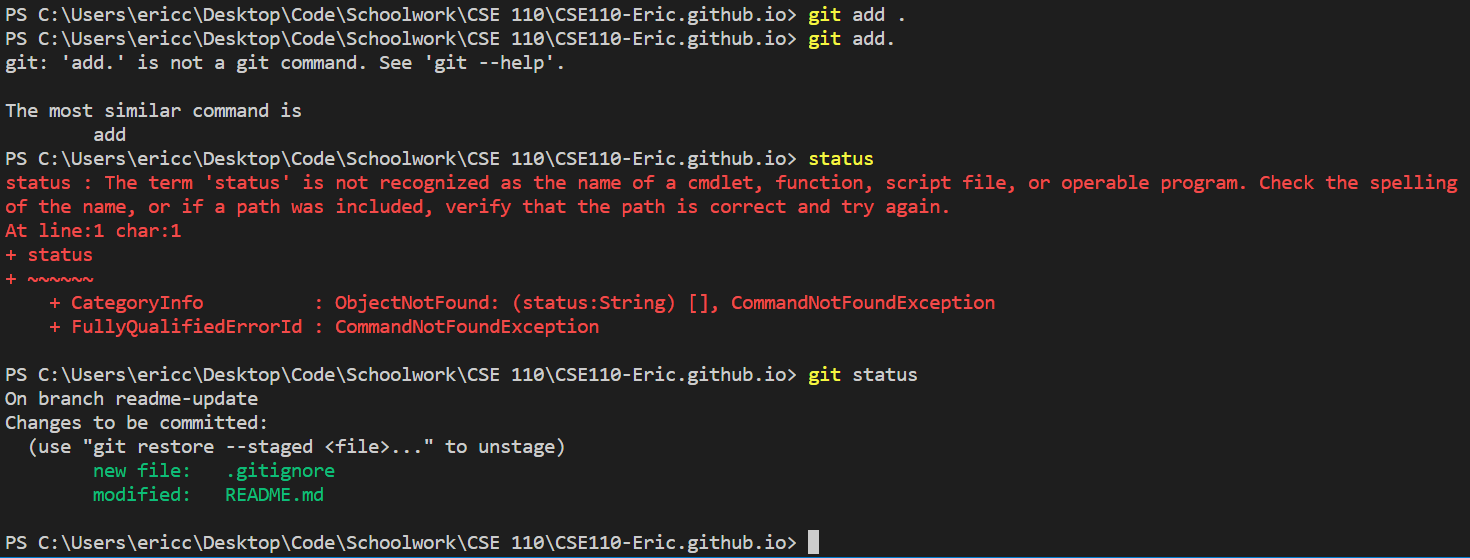 PS C:\Users\ericc\Desktop\Code\Schoolwork\CSE 110\CSE110-Eric.github.io> git add .
PS C:\Users\ericc\Desktop\Code\Schoolwork\CSE 110\CSE110-Eric.github.io> git add.
git: 'add.' is not a git command. See 'git --help'.

The most similar command is
        add
PS C:\Users\ericc\Desktop\Code\Schoolwork\CSE 110\CSE110-Eric.github.io> status
status : The term 'status' is not recognized as the name of a cmdlet, function, script file, or operable program. Check the spelling
of the name, or if a path was included, verify that the path is correct and try again.
At line:1 char:1
+ status
+ ~~~~~~
    + CategoryInfo          : ObjectNotFound: (status:String) [], CommandNotFoundException
    + FullyQualifiedErrorId : CommandNotFoundException

PS C:\Users\ericc\Desktop\Code\Schoolwork\CSE 110\CSE110-Eric.github.io> git status
On branch readme-update
Changes to be committed:
  (use "git restore --staged <file>..." to unstage)
        new file:   .gitignore
        modified:   README.md

PS C:\Users\ericc\Desktop\Code\Schoolwork\CSE 110\CSE110-Eric.github.io>